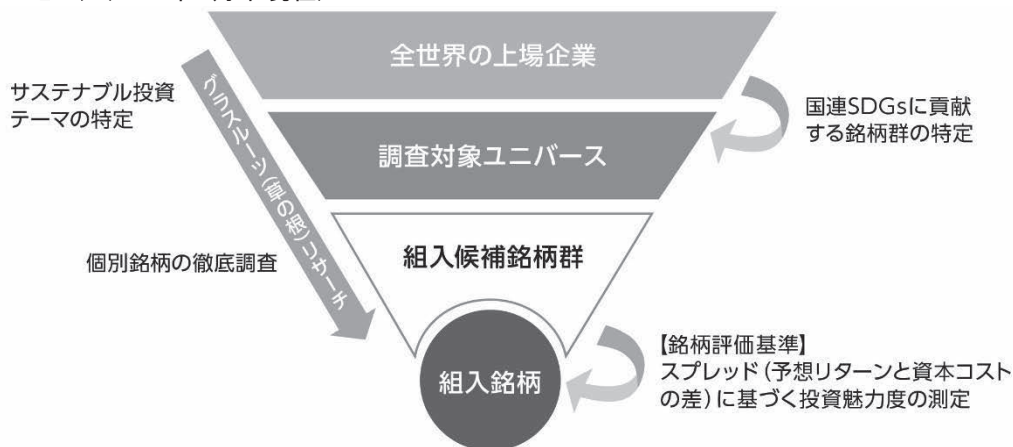 全世界の上場企業
サステナブル投資
テーマの特定
国連SDGsに貢献
する銘柄群の特定
調査対象ユニバース
グラスルーツ(草の根)リサーチ
組入候補銘柄群
個別銘柄の徹底調査
【銘柄評価基準】
スプレッド(予想リターンと資本コスト
の差)に基づく投資魅力度の測定
組入銘柄